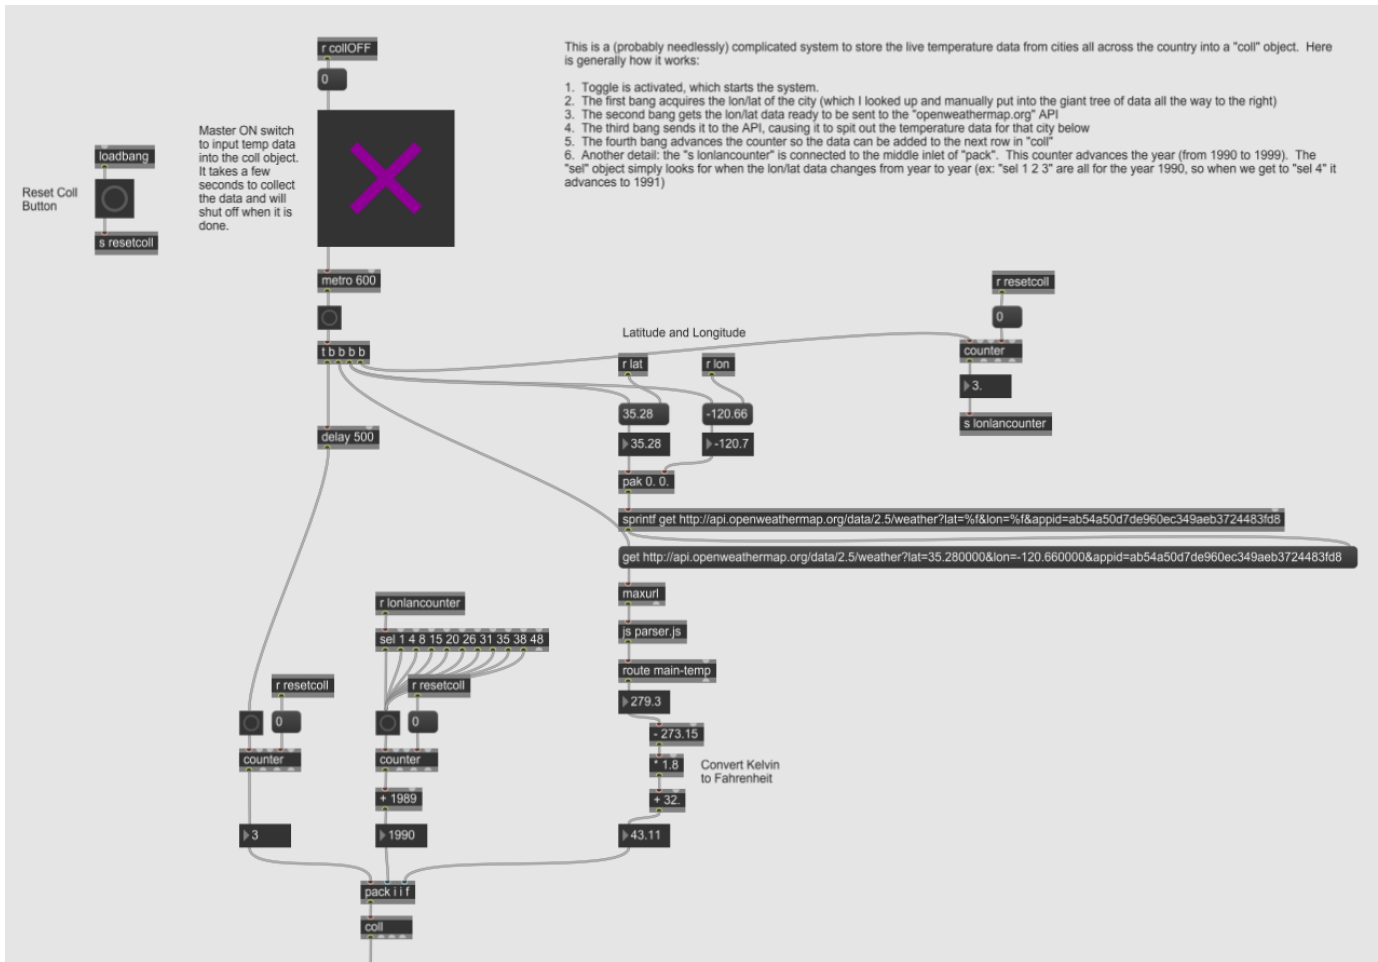 r collOFF
0
This is a (probably needlessly) complicated system to store the live temperature data from cities all across the country into a "coll" object.  Here
is generally how it works:
1.  Toggle is activated, which starts the system.
2.  The first bang acquires the lon/lat of the city (which I looked up and manually put into the giant tree of data all the way to the right)
3.  The second bang gets the lon/lat data ready to be sent to the "openweathermap.org" API
4.  The third bang sends it to the API, causing it to spit out the temperature data for that city below
5.  The fourth bang advances the counter so the data can be added to the next row in "coll"
6.  Another detail: the "s lonlancounter" is connected to the middle inlet of "pack".  This counter advances the year (from 1990 to 1999).  The
"sel" object simply looks for when the lon/lat data changes from year to year (ex: "sel 1 2 3" are all for the year 1990, so when we get to "sel 4" it
advances to 1991)
Master ON switch
to input temp data
into the coll object.
It takes a few
seconds to collect
the data and will
shut off when it is
done.
loadbang
Reset Coll
Button
s resetcoll
metro 600
t b b b b
r resetcoll
0
counter
3.
s lonlancounter
Latitude and Longitude
r lat
r lon
35.28
-120.66
35.28
-120.7
delay 500
pak 0. 0.
sprintf get http://api.openweathermap.org/data/2.5/weather?lat=%f&lon=%f&appid=ab54a50d7de960ec349aeb3724483fd8
get http://api.openweathermap.org/data/2.5/weather?lat=35.280000&lon=-120.660000&appid=ab54a50d7de960ec349aeb3724483fd8
maxurl
js parser.js
route main-temp
279.3
- 273.15
* 1.8
+ 32.
Convert Kelvin
to Fahrenheit
43.11
r lonlancounter
sel 1 4 8 15 20 26 31 35 38 48
r resetcoll
r resetcoll
0
0
counter
counter
+ 1989
3
1990
pack i i f
coll